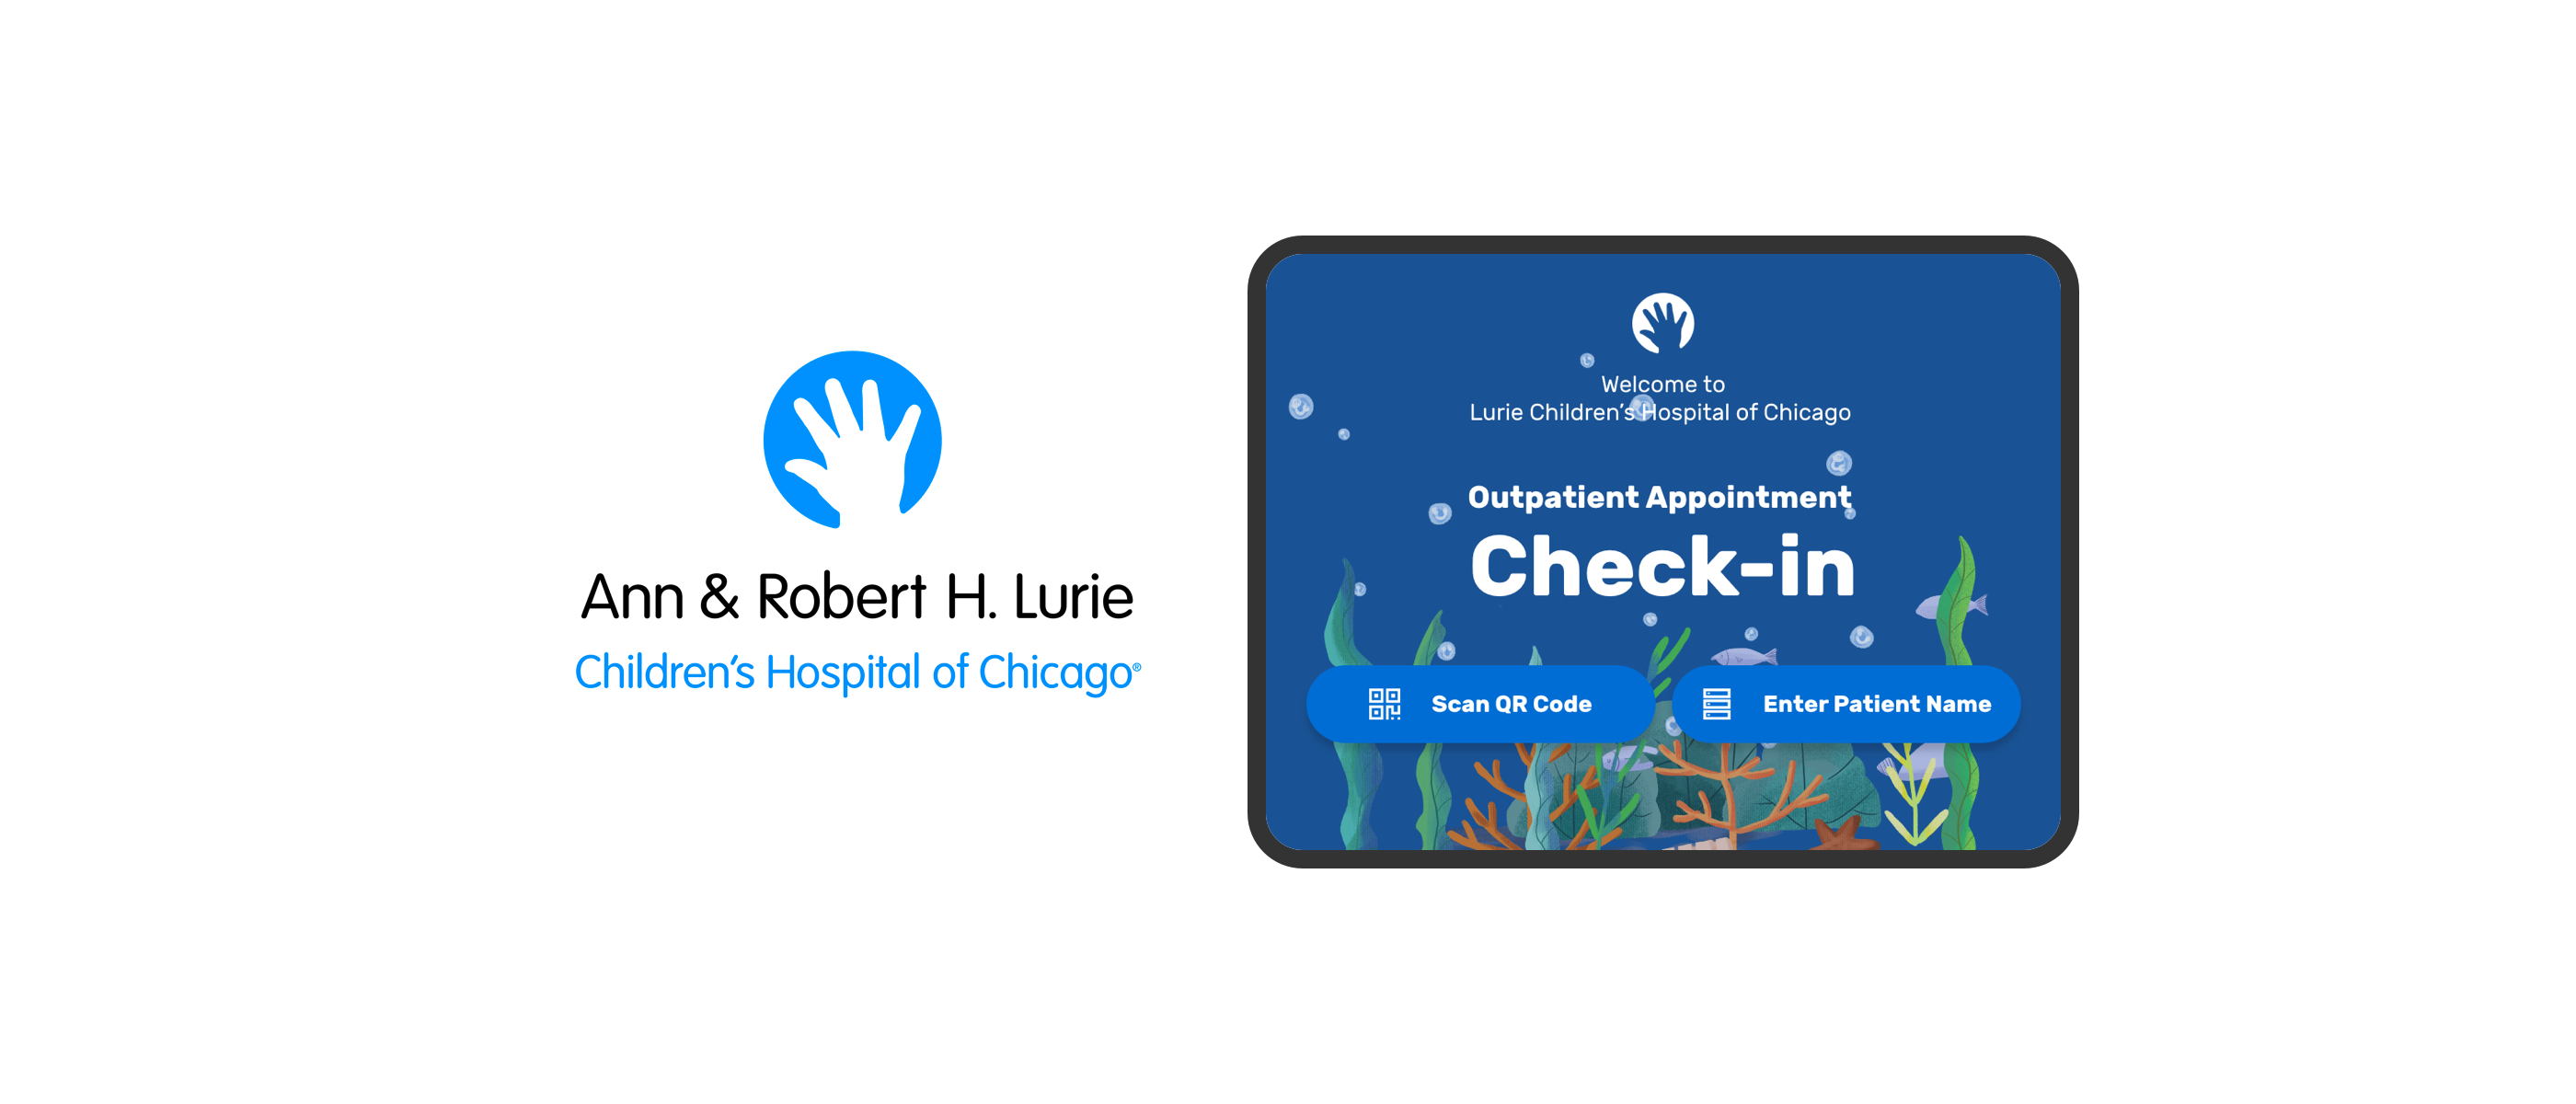 Ann & Robert H. Lurie
Children's Hospital of Chicago®
Welcome to
Lurie Children's Hospital of Chicago
Outpatient Appointment
Check-in
Scan QR Code
Enter Patient Name